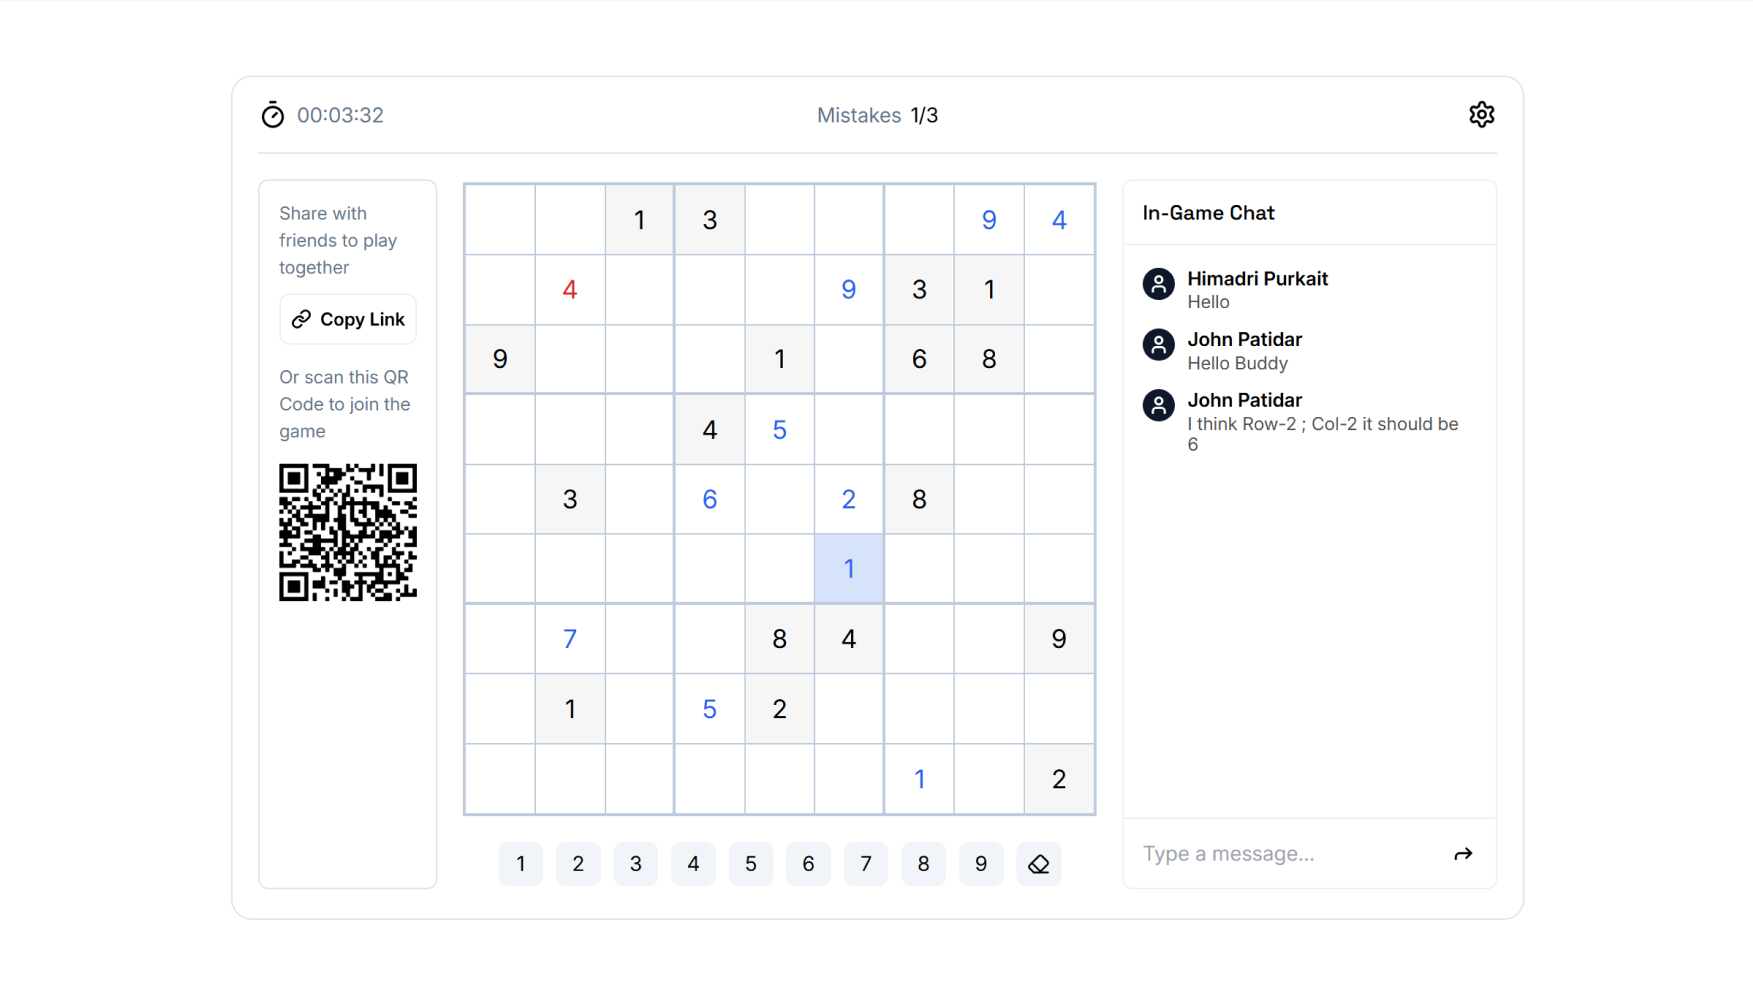 00:03:32
Mistakes 1/3
Share with
friends to play
together
Copy Link
Or scan this QR
Code to join the
game
1 3 9 4
4 9 3 1
9 1 6 8
4 5
3 6 2 8
1
7 8 4 9
1 5 2
1 2
1 2 3 4 5 6 7 8 9
In-Game Chat
Himadri Purkait
Hello
John Patidar
Hello Buddy
John Patidar
I think Row-2 ; Col-2 it should be
6
Type a message...